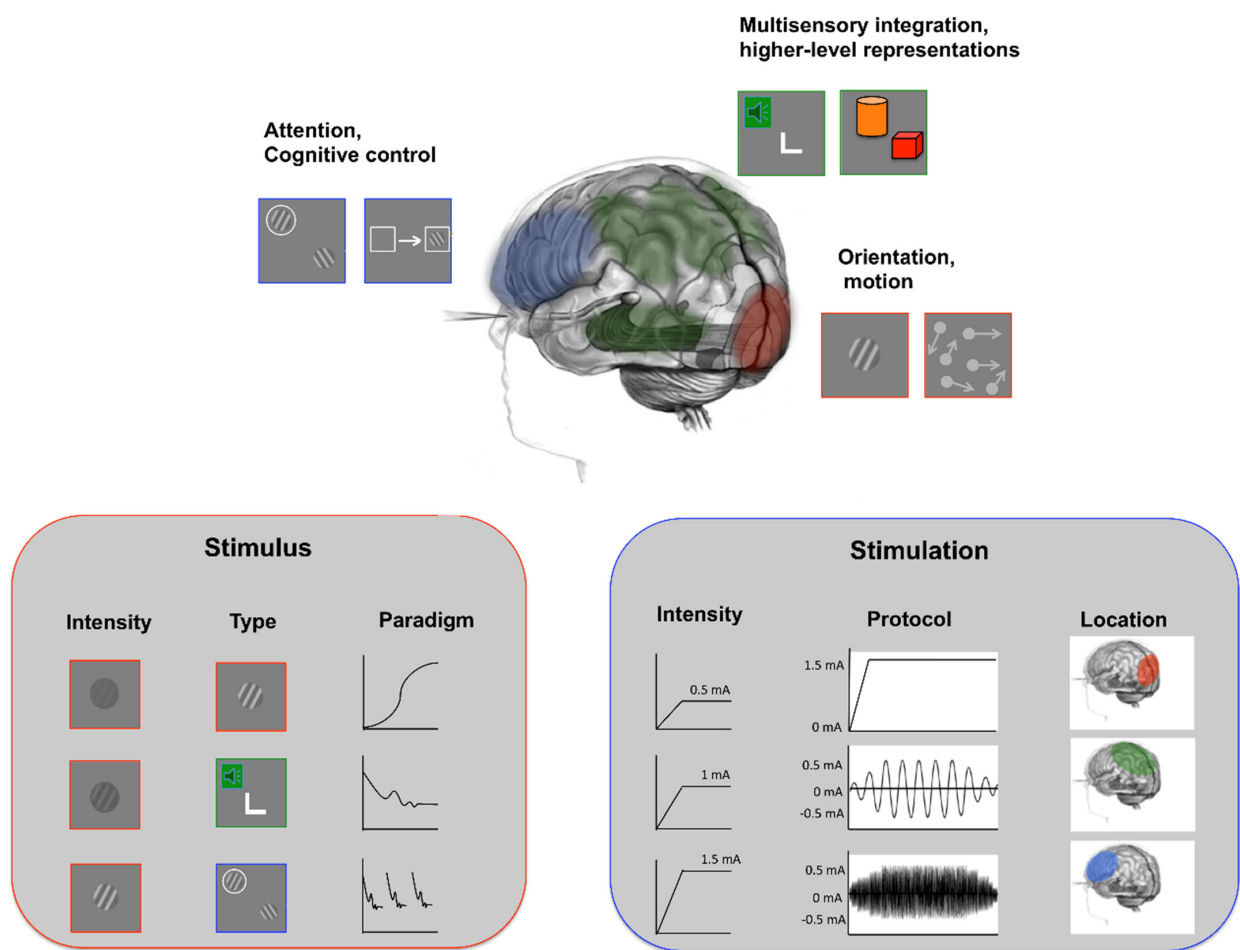 Multisensory integration,
higher-level representations
Attention,
Cognitive control
Orientation,
motion
Stimulus
Intensity
Type
Paradigm
Stimulation
Intensity
Protocol
Location
0.5 mA
1 mA
1.5 mA
1.5 mA
0 mA
0.5 mA
0 mA
-0.5 mA
0.5 mA
0 mA
-0.5 mA